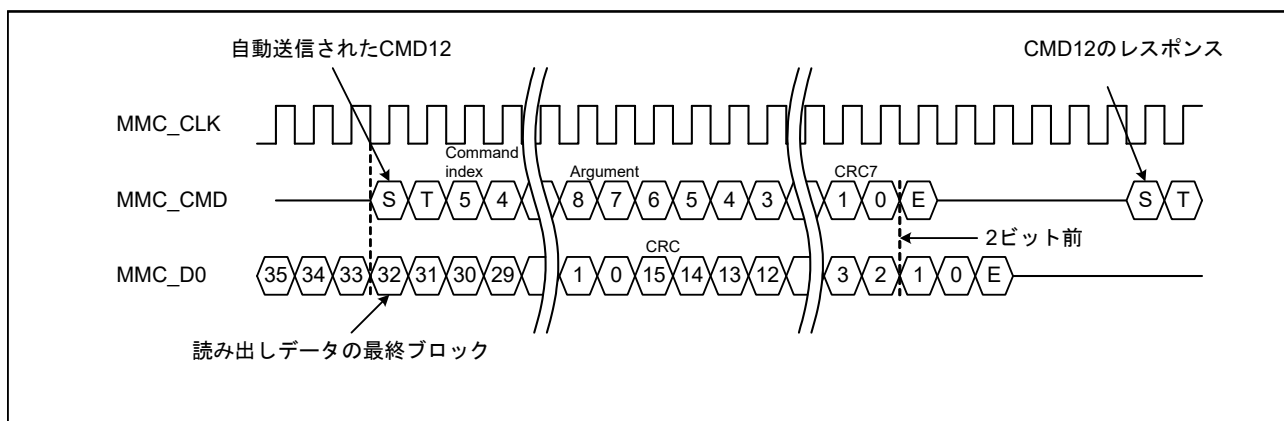 自動送信されたCMD12
CMD12のレスポンス
MMC_CLK
Command
index
Argument
CRC7
MMC_CMD
S T 5 4 8 7 6 5 4 3 1 0 E S T
2ビット前
CRC
MMC_D0
35 34 33 32 31 30 29 1 0 15 14 13 12 3 2 1 0 E
読み出しデータの最終ブロック